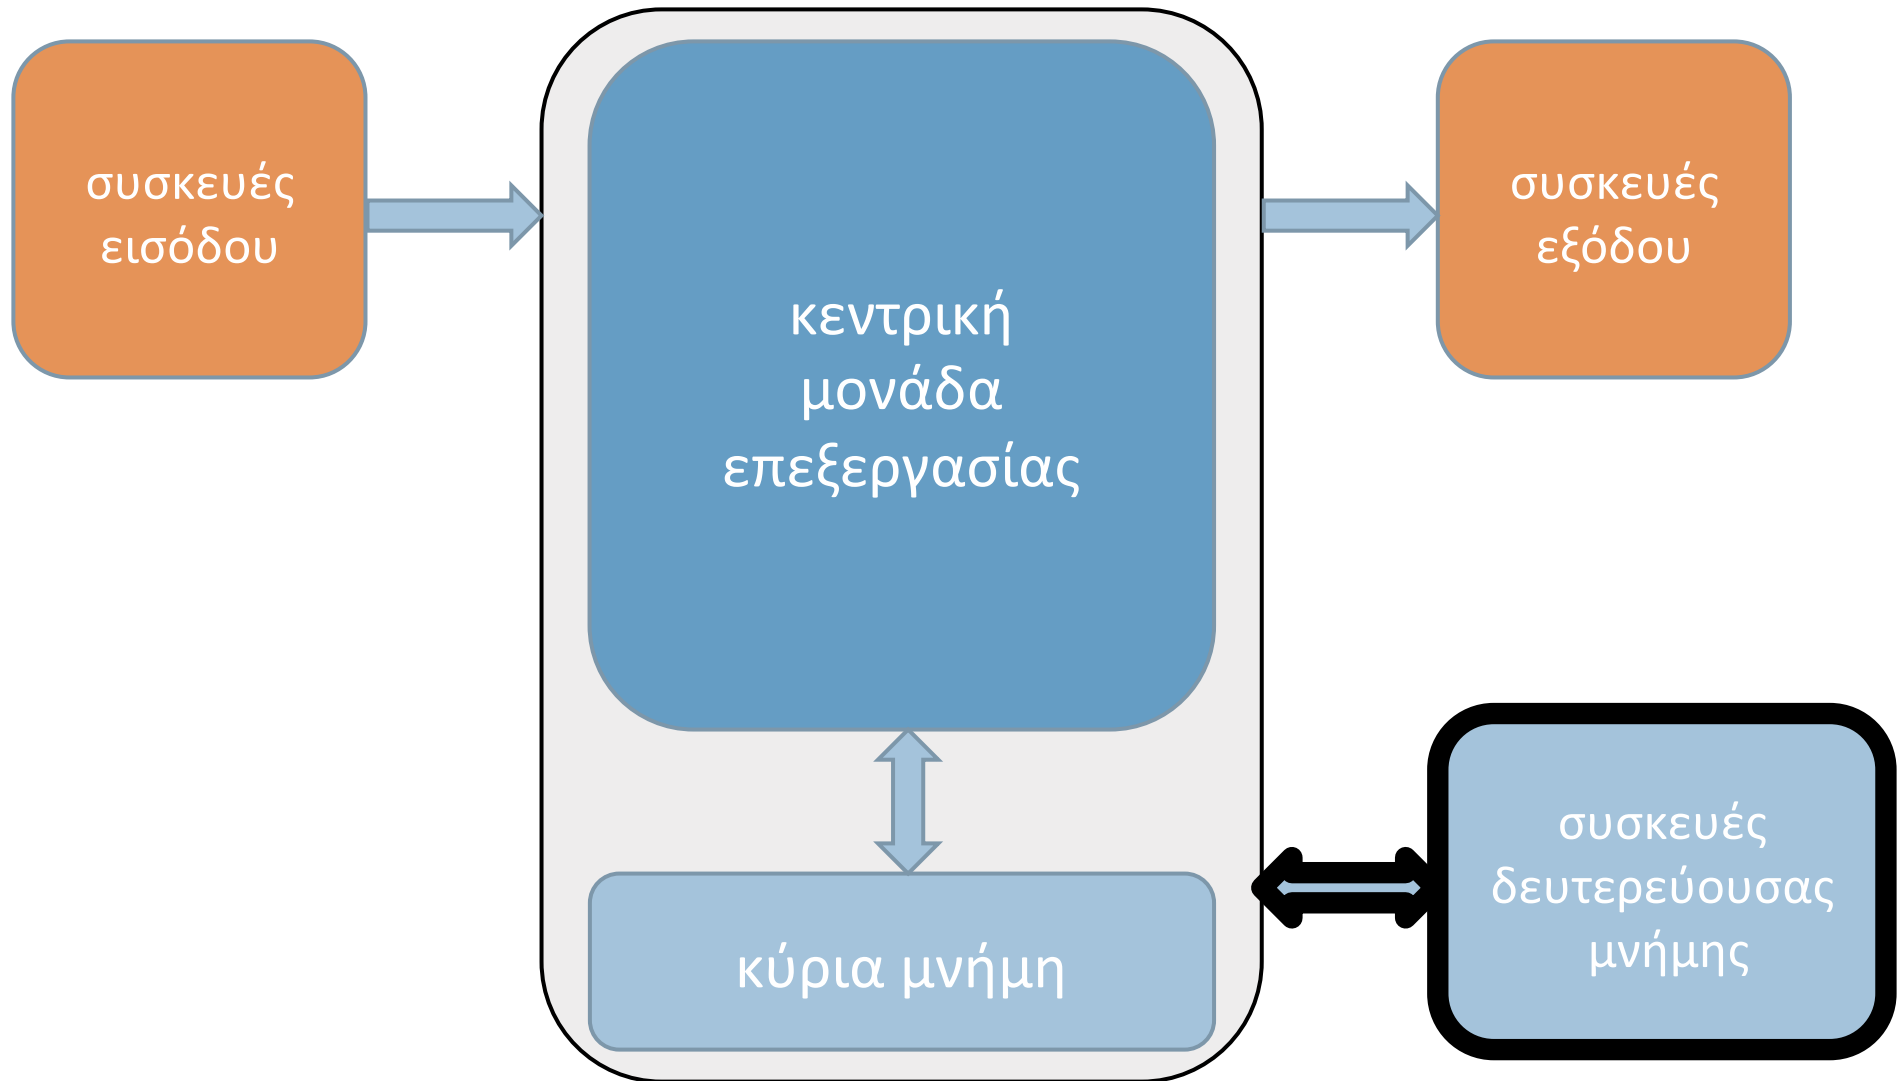 συσκευές
εισόδου
κεντρική
μονάδα
επεξεργασίας
συσκευές
εξόδου
κύρια μνήμη
συσκευές
δευτερεύουσας
μνήμης